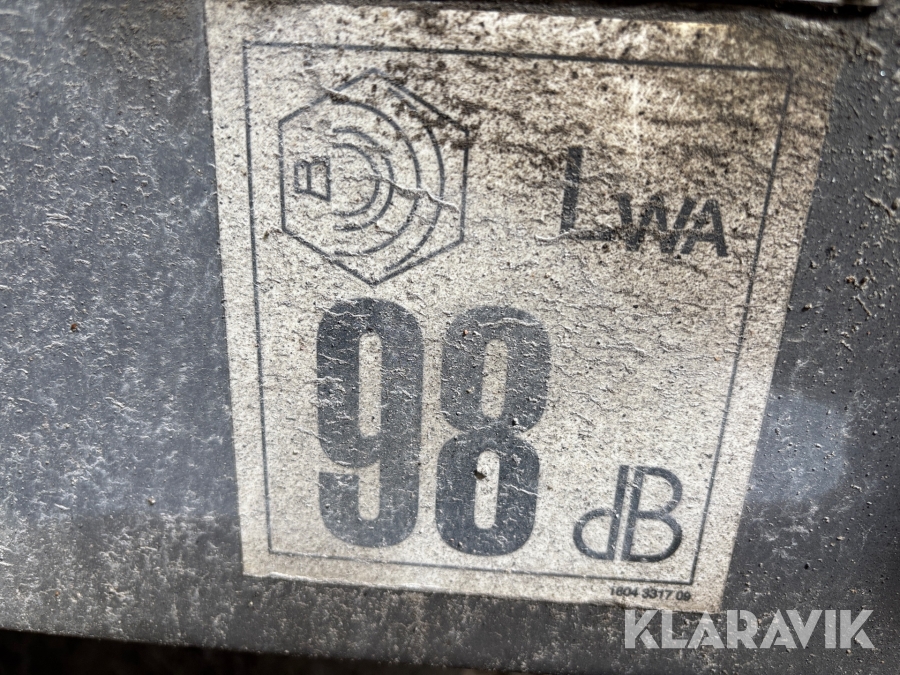 B
LWA
98
dB
1604 3317 09
KLARAVIK